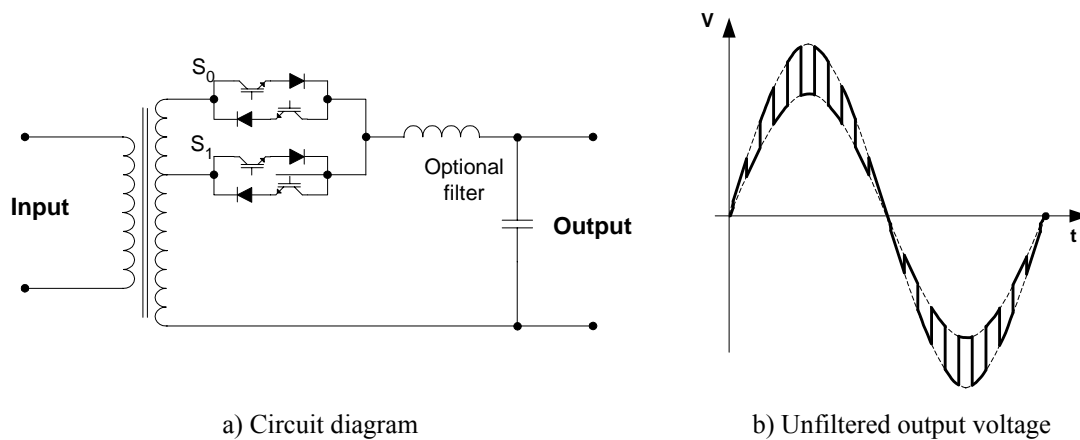 S0
S1
Input
Optional
filter
Output
V
t
a) Circuit diagram
b) Unfiltered output voltage